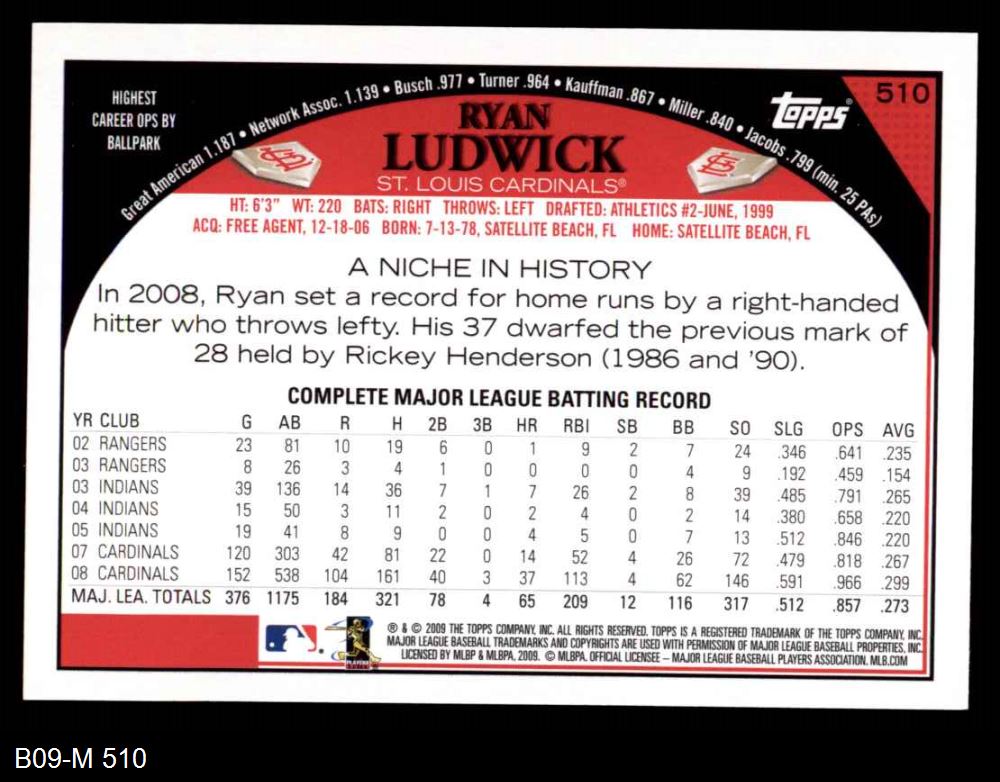 HIGHEST
CAREER OPS BY
BALLPARK
Great American 1.187 • Network Assoc. 1.139 • Busch .977 • Turner .964 • Kauffman .867 • Miller .840 • Jacobs .799 (min. 25 PAs)
topps®
510
RYAN
LUDWICK
ST. LOUIS CARDINALS®
HT: 6'3" WT: 220 BATS: RIGHT THROWS: LEFT DRAFTED: ATHLETICS #2-JUNE, 1999
ACQ: FREE AGENT, 12-18-06 BORN: 7-13-78, SATELLITE BEACH, FL HOME: SATELLITE BEACH, FL
A NICHE IN HISTORY
In 2008, Ryan set a record for home runs by a right-handed
hitter who throws lefty. His 37 dwarfed the previous mark of
28 held by Rickey Henderson (1986 and '90).
COMPLETE MAJOR LEAGUE BATTING RECORD
YR CLUB G AB R H 2B 3B HR RBI SB BB SO SLG OPS AVG
02 RANGERS 23 81 10 19 6 0 1 9 2 7 24 .346 .641 .235
03 RANGERS 8 26 3 4 1 0 0 0 0 4 9 .192 .459 .154
03 INDIANS 39 136 14 36 7 1 7 26 2 8 39 .485 .791 .265
04 INDIANS 15 50 3 11 2 0 2 4 0 2 14 .380 .658 .220
05 INDIANS 19 41 8 9 0 0 4 5 0 7 13 .512 .846 .220
07 CARDINALS 120 303 42 81 22 0 14 52 4 26 72 .479 .818 .267
08 CARDINALS 152 538 104 161 40 3 37 113 4 62 146 .591 .966 .299
MAJ. LEA. TOTALS 376 1175 184 321 78 4 65 209 12 116 317 .512 .857 .273
® & © 2009 THE TOPPS COMPANY, INC. ALL RIGHTS RESERVED. TOPPS IS A REGISTERED TRADEMARK OF THE TOPPS COMPANY, INC.
MAJOR LEAGUE BASEBALL TRADEMARKS AND COPYRIGHTS ARE USED WITH PERMISSION OF MAJOR LEAGUE BASEBALL PROPERTIES, INC.
LICENSED BY MLBP & MLBPA, 2009. © MLBPA. OFFICIAL LICENSEE – MAJOR LEAGUE BASEBALL PLAYERS ASSOCIATION. MLB.COM
B09-M 510